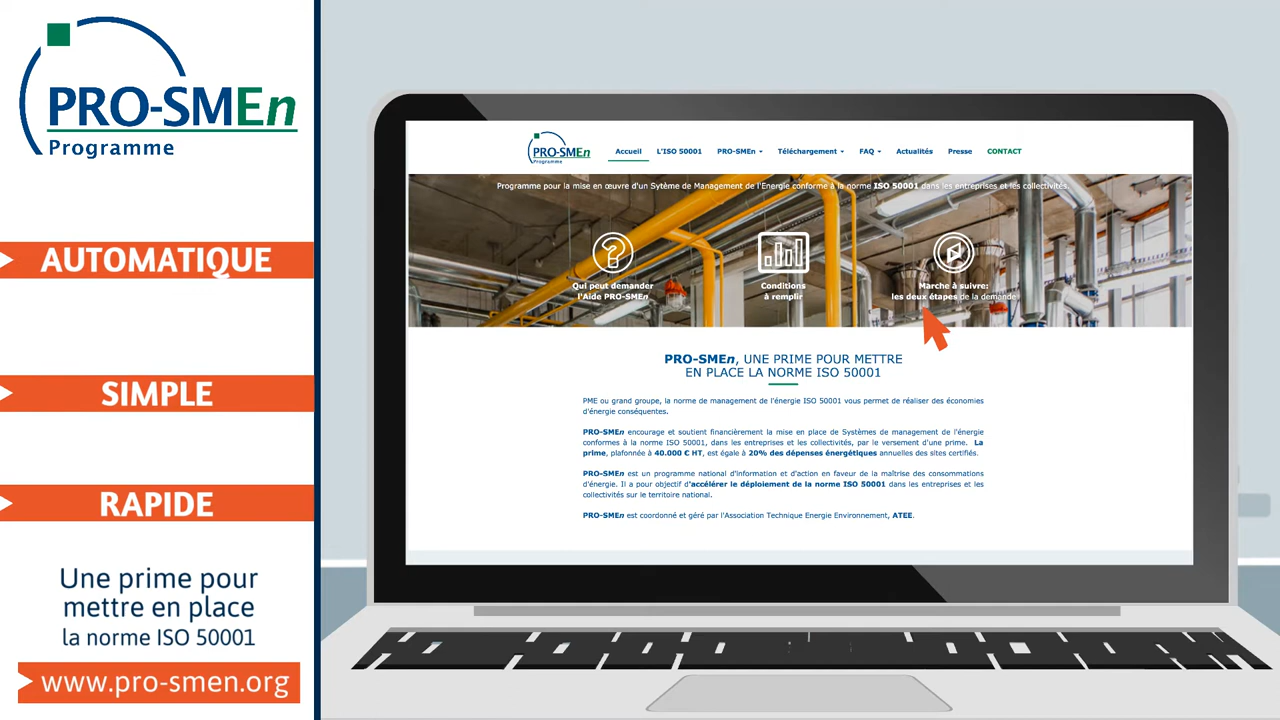 PRO-SMEn
Programme
AUTOMATIQUE
SIMPLE
RAPIDE
Une prime pour
mettre en place
la norme ISO 50001
www.pro-smen.org
PRO-SMEn
Programme
Accueil L'ISO 50001 PRO-SMEn Téléchargement FAQ Actualités Presse CONTACT
Programme pour la mise en œuvre d'un Sytème de Management de l'Energie conforme à la norme ISO 50001 dans les entreprises et les collectivités.
Qui peut demander
l'Aide PRO-SMEn
Conditions
à remplir
Marche à suivre:
les deux étapes de la demande
PRO-SMEn, UNE PRIME POUR METTRE
EN PLACE LA NORME ISO 50001
PME ou grand groupe, la norme de management de l'énergie ISO 50001 vous permet de réaliser des économies
d'énergie conséquentes.
PRO-SMEn encourage et soutient financièrement la mise en place de Systèmes de management de l'énergie
conformes à la norme ISO 50001, dans les entreprises et les collectivités, par le versement d'une prime. La
prime, plafonnée à 40.000 € HT, est égale à 20% des dépenses énergétiques annuelles des sites certifiés.
PRO-SMEn est un programme national d'information et d'action en faveur de la maîtrise des consommations
d'énergie. Il a pour objectif d'accélérer le déploiement de la norme ISO 50001 dans les entreprises et les
collectivités sur le territoire national.
PRO-SMEn est coordonné et géré par l'Association Technique Energie Environnement, ATEE.